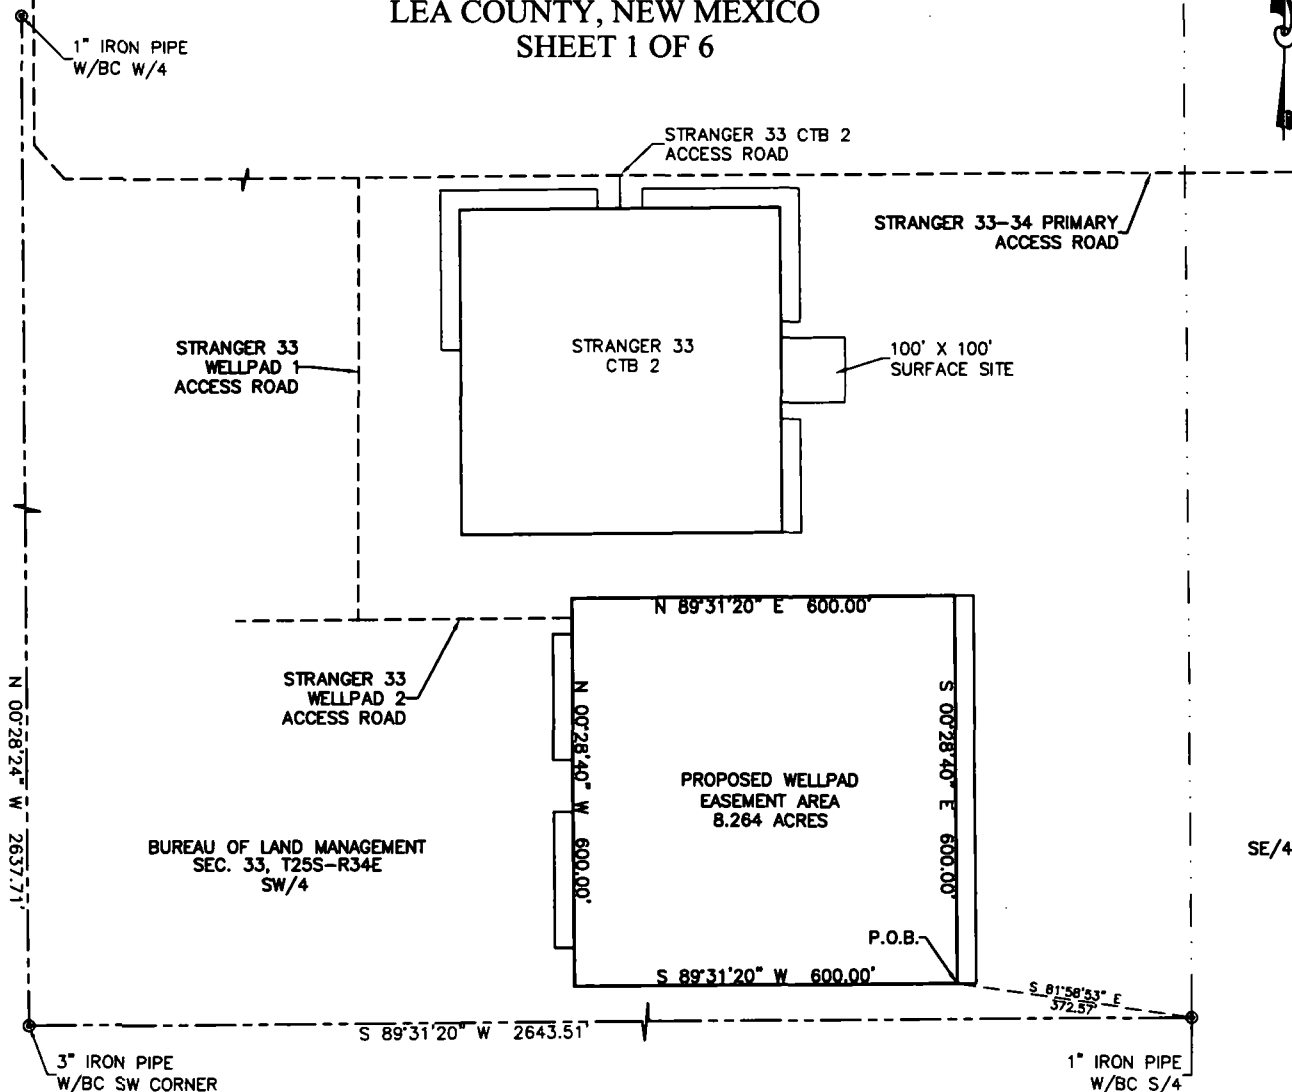 LEA COUNTY, NEW MEXICO
SHEET 1 OF 6
1" IRON PIPE
W/BC W/4
STRANGER 33 CTB 2
ACCESS ROAD
STRANGER 33-34 PRIMARY
ACCESS ROAD
STRANGER 33
WELLPAD 1
ACCESS ROAD
STRANGER 33
CTB 2
100' X 100'
SURFACE SITE
N 89°31'20" E 600.00'
STRANGER 33
WELLPAD 2
ACCESS ROAD
N 00°28'24" W 2637.71'
N 00°28'40" W 600.00'
S 00°28'40" E 600.00'
PROPOSED WELLPAD
EASEMENT AREA
8.264 ACRES
BUREAU OF LAND MANAGEMENT
SEC. 33, T25S-R34E
SW/4
SE/4
P.O.B.
S 89°31'20" W 600.00'
S 81°58'53" E
372.57'
S 89°31'20" W 2643.51'
3" IRON PIPE
W/BC SW CORNER
1" IRON PIPE
W/BC S/4